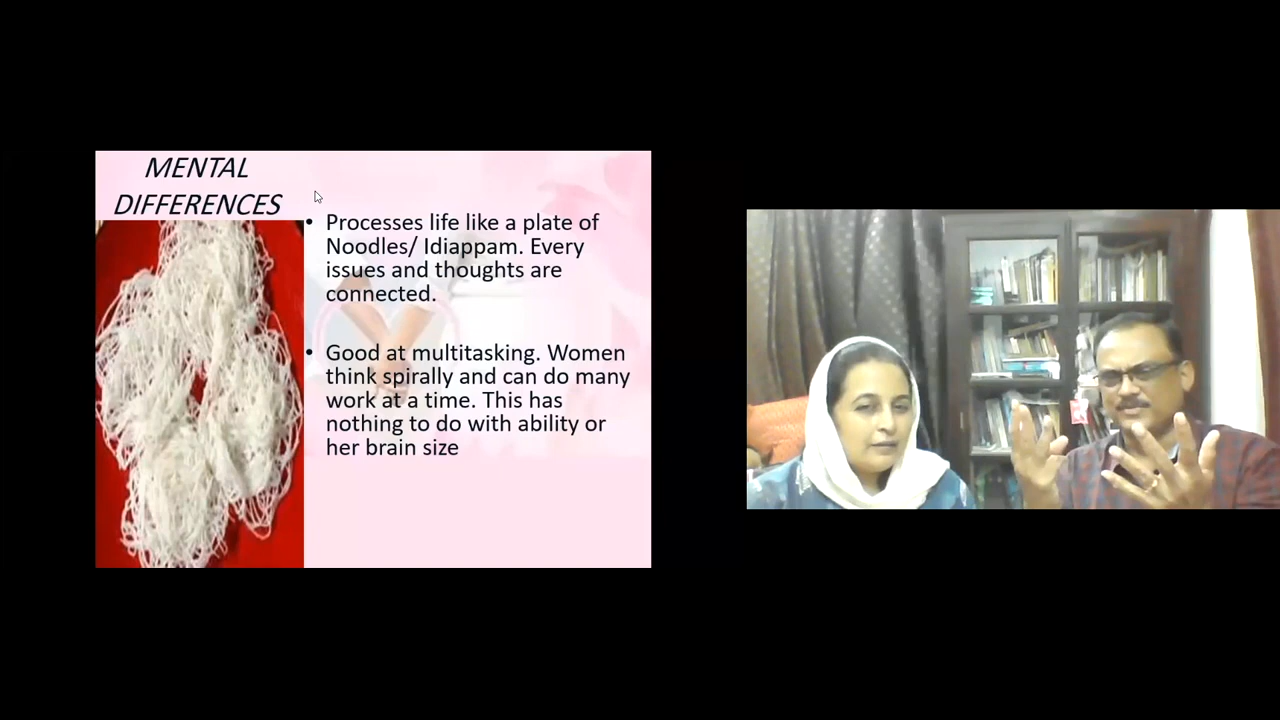 MENTAL
DIFFERENCES
• Processes life like a plate of
Noodles/ Idiappam. Every
issues and thoughts are
connected.
• Good at multitasking. Women
think spirally and can do many
work at a time. This has
nothing to do with ability or
her brain size